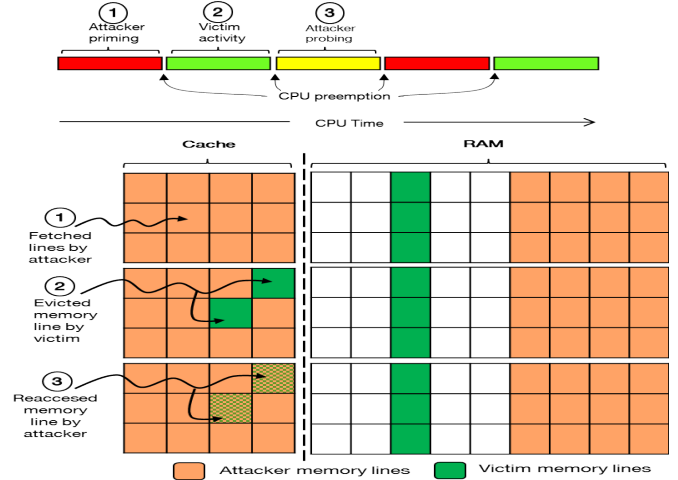 1 2 3
Attacker priming
Victim activity
Attacker probing
CPU preemption
CPU Time
Cache
RAM
1
Fetched
lines by
attacker
2
Evicted
memory
line by
victim
3
Reaccesed
memory
line by
attacker
Attacker memory lines
Victim memory lines